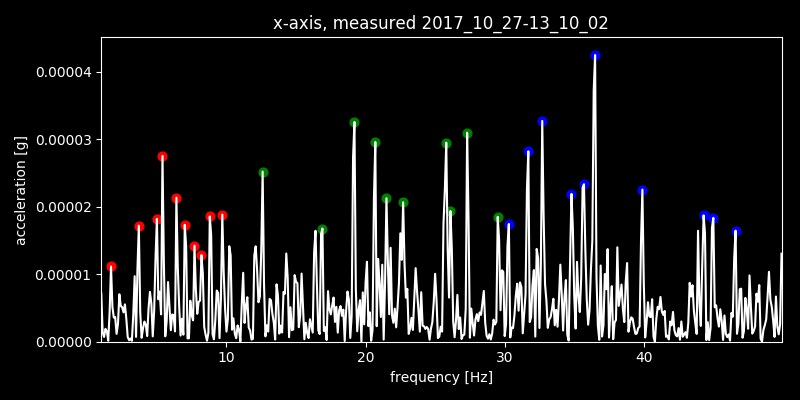 x-axis, measured 2017_10_27-13_10_02
acceleration [g]
0.00004
0.00003
0.00002
0.00001
0.00000
10 20 30 40
frequency [Hz]